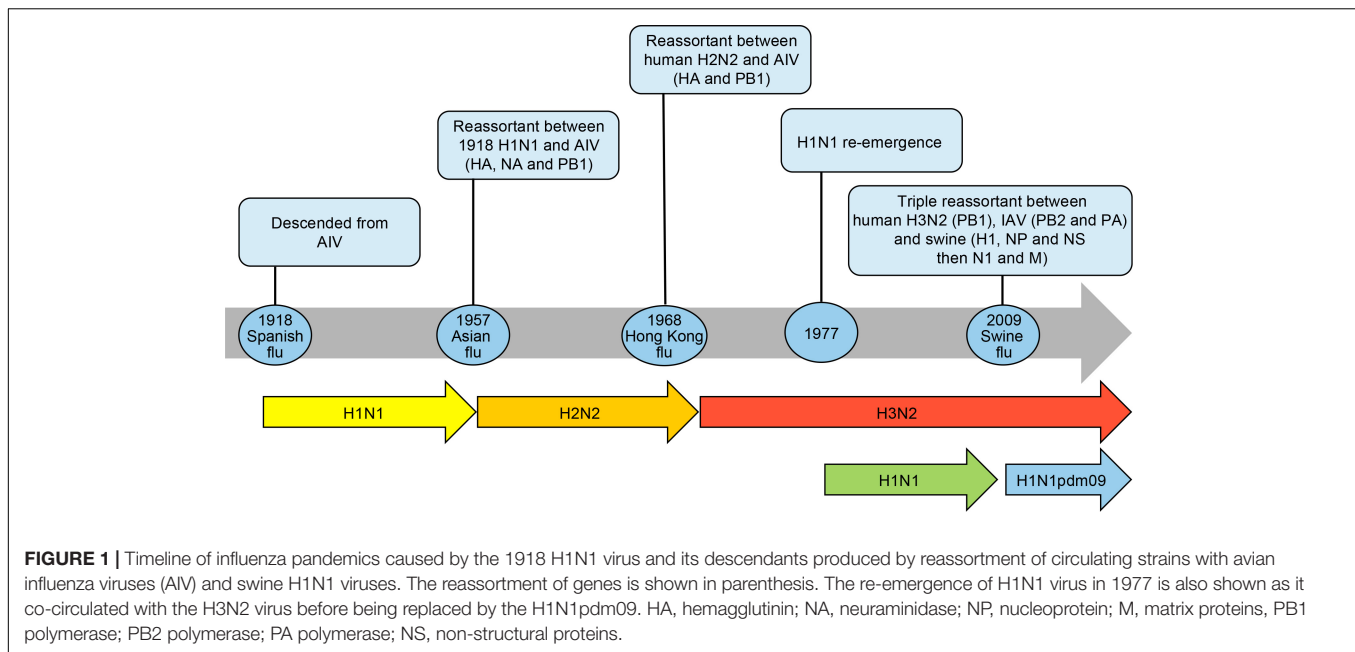 Reassortant between
human H2N2 and AIV
(HA and PB1)
Reassortant between
1918 H1N1 and AIV
(HA, NA and PB1)
H1N1 re-emergence
Triple reassortant between
human H3N2 (PB1), IAV (PB2 and PA)
and swine (H1, NP and NS
then N1 and M)
Descended from
AIV
1918
Spanish
flu
1957
Asian
flu
1968
Hong Kong
flu
1977
2009
Swine
flu
H1N1
H2N2
H3N2
H1N1
H1N1pdm09
FIGURE 1 | Timeline of influenza pandemics caused by the 1918 H1N1 virus and its descendants produced by reassortment of circulating strains with avian
influenza viruses (AIV) and swine H1N1 viruses. The reassortment of genes is shown in parenthesis. The re-emergence of H1N1 virus in 1977 is also shown as it
co-circulated with the H3N2 virus before being replaced by the H1N1pdm09. HA, hemagglutinin; NA, neuraminidase; NP, nucleoprotein; M, matrix proteins, PB1
polymerase; PB2 polymerase; PA polymerase; NS, non-structural proteins.